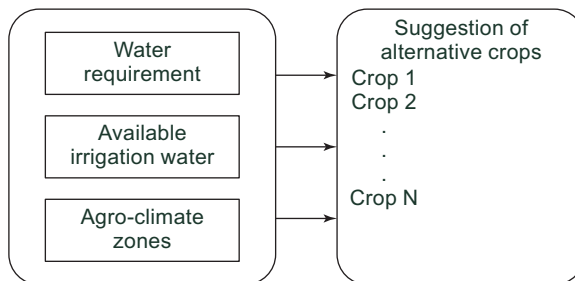 Water
requirement
Available
irrigation water
Agro-climate
zones
Suggestion of
alternative crops
Crop 1
Crop 2
.
.
.
Crop N